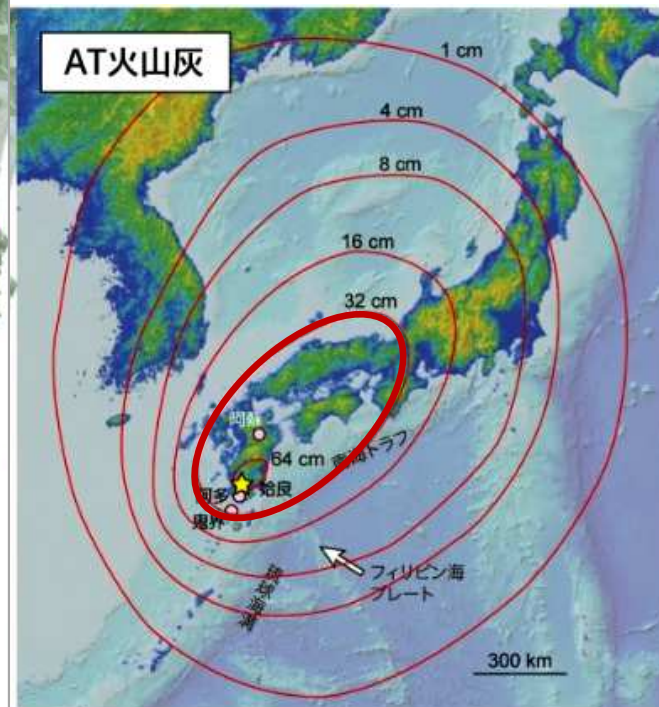 AT火山灰
1 cm
4 cm
8 cm
16 cm
32 cm
阿蘇
南海トラフ
64 cm
姶良
阿多
鬼界
フィリピン海
プレート
琉球海溝
300 km